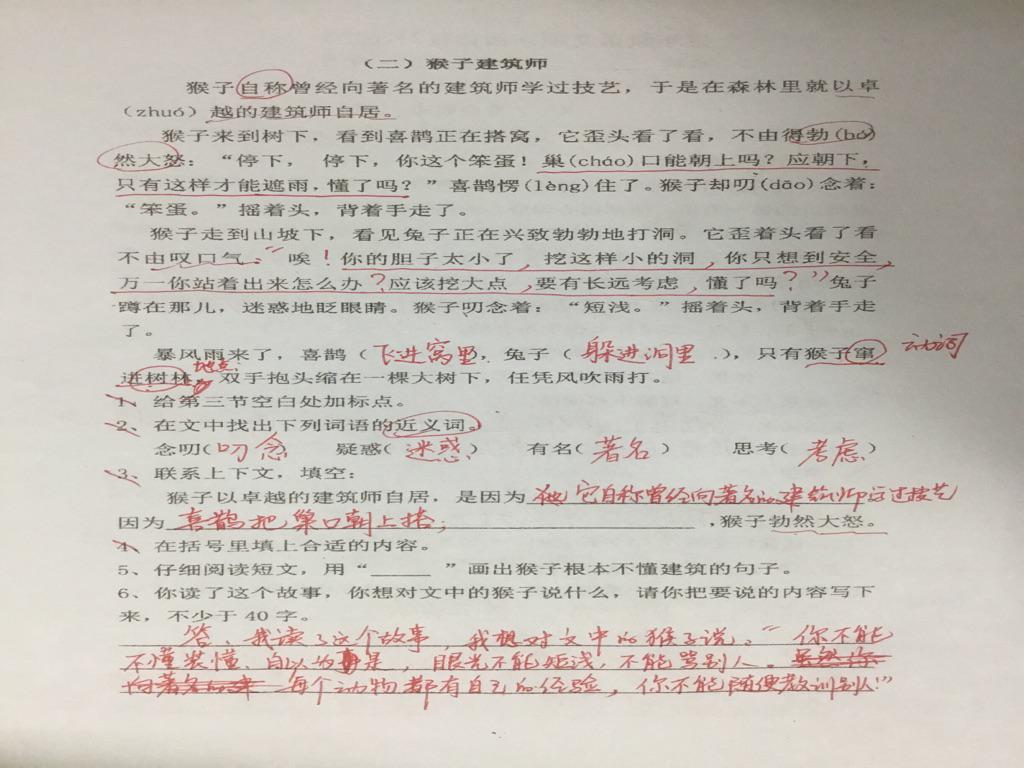 （二）猴子建筑师
猴子自称曾经向著名的建筑师学过技艺，于是在森林里就以卓
（zhuó）越的建筑师自居。
猴子来到树下，看到喜鹊正在搭窝，它歪头看了看，不由得勃(bó)
然大怒：“停下， 停下，你这个笨蛋！巢(cháo)口能朝上吗？应朝下，
只有这样才能遮雨，懂了吗？”喜鹊愣(lèng)住了。猴子却叨(dāo)念着：
“笨蛋。”摇着头，背着手走了。
猴子走到山坡下，看见兔子正在兴致勃勃地打洞。它歪着头看了看
不由叹口气：“唉！你的胆子太小了，挖这样小的洞，你只想到安全，
万一你站着出来怎么办？应该挖大点，要有长远考虑，懂了吗？”兔子
蹲在那儿，迷惑地眨眼睛。猴子叨念着：“短浅。”摇着头，背着手走
了。
暴风雨来了，喜鹊（飞进窝里，兔子（躲进洞里），只有猴子窜 动词
进树林，双手抱头缩在一棵大树下，任凭风吹雨打。
地点
1、给第三节空白处加标点。
2、在文中找出下列词语的近义词。
念叨(叨念 疑惑(迷惑) 有名(著名) 思考(考虑)
3、联系上下文，填空：
猴子以卓越的建筑师自居，是因为 它自称曾经向著名的建筑师学过技艺
因为 喜鹊把巢口朝上搭； ，猴子勃然大怒。
4、在括号里填上合适的内容。
5、仔细阅读短文，用“_____ ”画出猴子根本不懂建筑的句子。
6、你读了这个故事，你想对文中的猴子说什么，请你把要说的内容写下
来，不少于 40 字。
答：我读了这个故事，我想对文中的猴子说：“你不能
不懂装懂、自以为是，眼光不能短浅，不能骂别人。
每个动物都有自己的经验，你不能随便教训别人！”